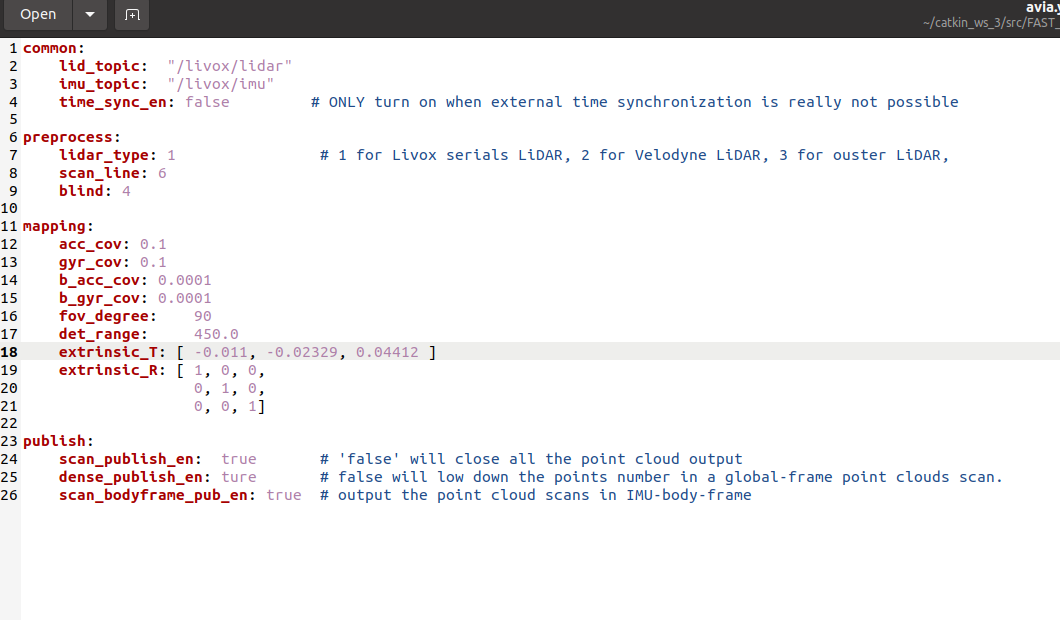 Open
avia.y
~/catkin_ws_3/src/FAST_
1 common:
2 lid_topic: "/livox/lidar"
3 imu_topic: "/livox/imu"
4 time_sync_en: false # ONLY turn on when external time synchronization is really not possible
5
6 preprocess:
7 lidar_type: 1 # 1 for Livox serials LiDAR, 2 for Velodyne LiDAR, 3 for ouster LiDAR,
8 scan_line: 6
9 blind: 4
10
11 mapping:
12 acc_cov: 0.1
13 gyr_cov: 0.1
14 b_acc_cov: 0.0001
15 b_gyr_cov: 0.0001
16 fov_degree: 90
17 det_range: 450.0
18 extrinsic_T: [ -0.011, -0.02329, 0.04412 ]
19 extrinsic_R: [ 1, 0, 0,
20 0, 1, 0,
21 0, 0, 1]
22
23 publish:
24 scan_publish_en: true # 'false' will close all the point cloud output
25 dense_publish_en: ture # false will low down the points number in a global-frame point clouds scan.
26 scan_bodyframe_pub_en: true # output the point cloud scans in IMU-body-frame